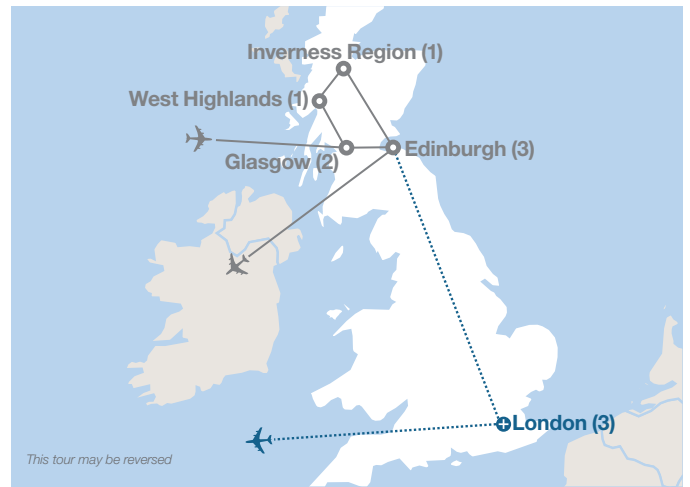 Inverness Region (1)
West Highlands (1)
Glasgow (2)
Edinburgh (3)
London (3)
This tour may be reversed